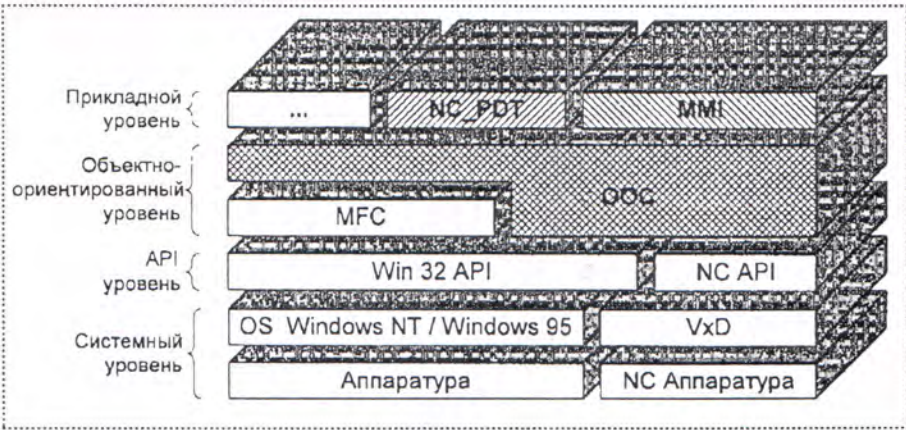 Прикладной
уровень
...
NC_PDT
MMI
Объектно-
ориентированный
уровень
OOC
MFC
API
уровень
Win 32 API
NC API
Системный
уровень
OS Windows NT / Windows 95
VxD
Аппаратура
NC Аппаратура